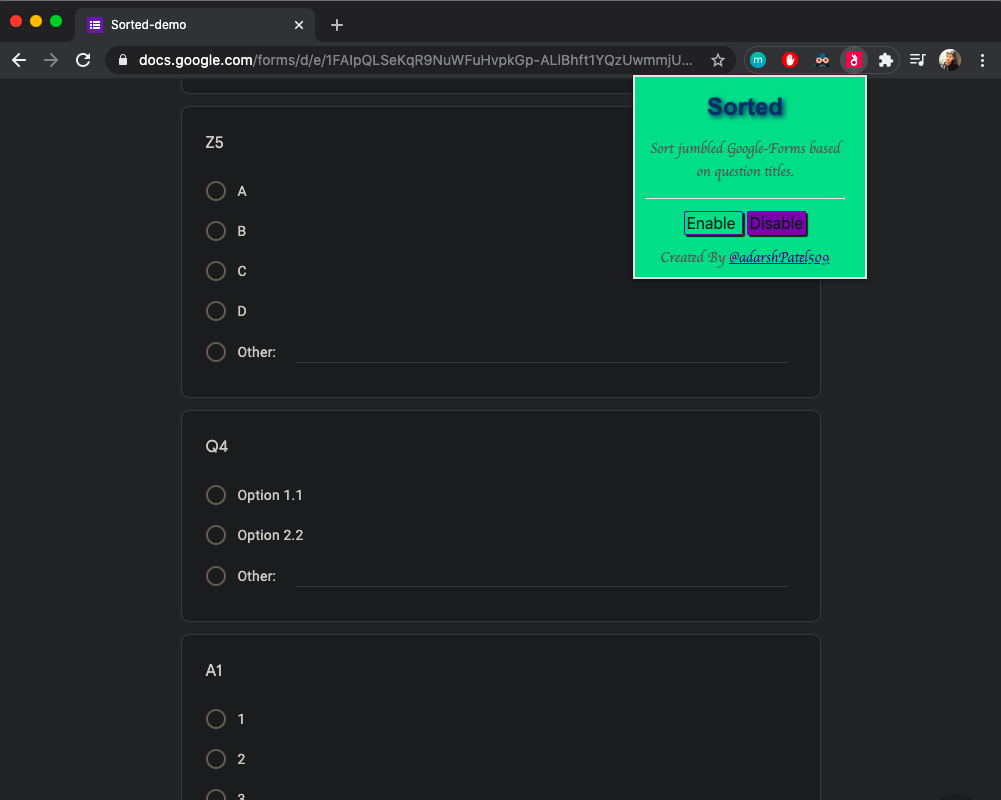 Sorted-demo
docs.google.com/forms/d/e/1FAIpQLSeKqR9NuWFuHvpkGp-ALlBhft1YQzUwmmjU...
m
Sorted
Sort jumbled Google-Forms based
on question titles.
Enable Disable
Created By @adarshPatel509
Z5
A
B
C
D
Other:
Q4
Option 1.1
Option 2.2
Other:
A1
1
2
3